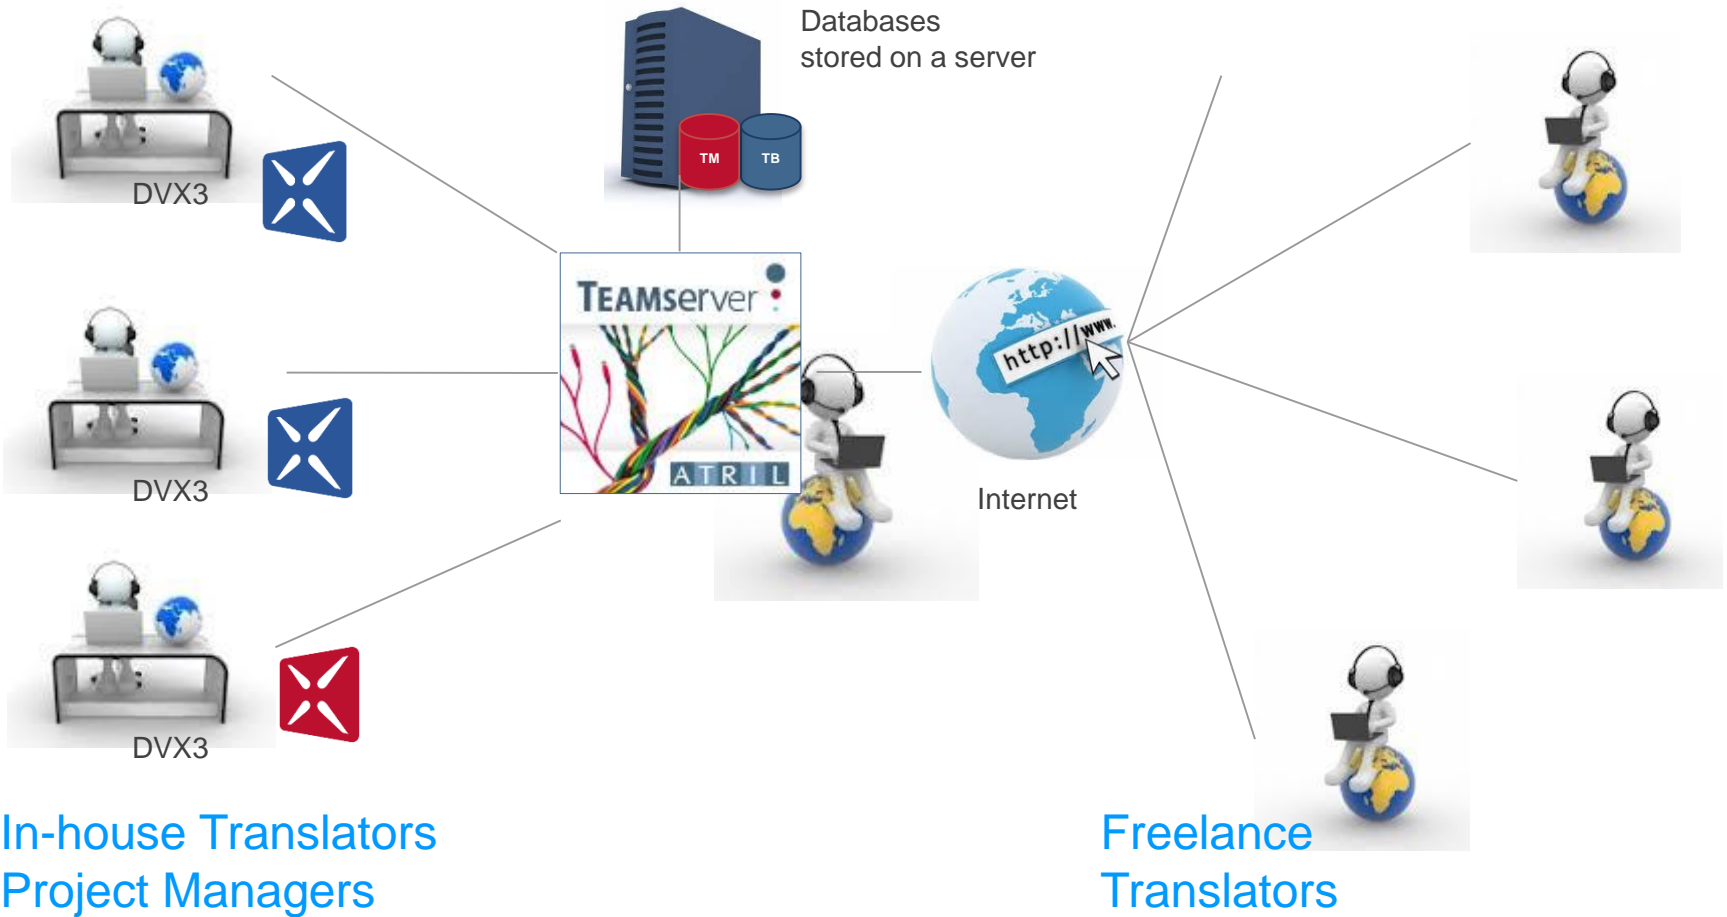 Databases
stored on a server
TM
TB
DVX3
TEAMserver
http://www.
ATRIL
DVX3
Internet
DVX3
In-house Translators
Project Managers
Freelance
Translators